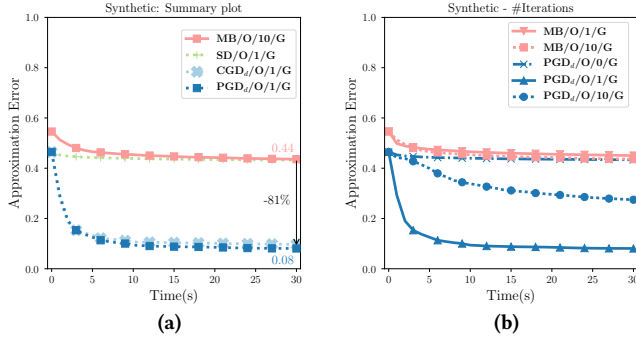 Synthetic: Summary plot
Approximation Error
1.0
0.8
0.6
0.4
0.2
0.0
MB/O/10/G
SD/O/1/G
CGD_d/O/1/G
PGD_d/O/1/G
0.44
-81%
0.08
0 5 10 15 20 25 30
Time(s)
(a)
Synthetic - #Iterations
Approximation Error
1.0
0.8
0.6
0.4
0.2
0.0
MB/O/1/G
MB/O/10/G
PGD_d/O/0/G
PGD_d/O/1/G
PGD_d/O/10/G
0 5 10 15 20 25 30
Time(s)
(b)